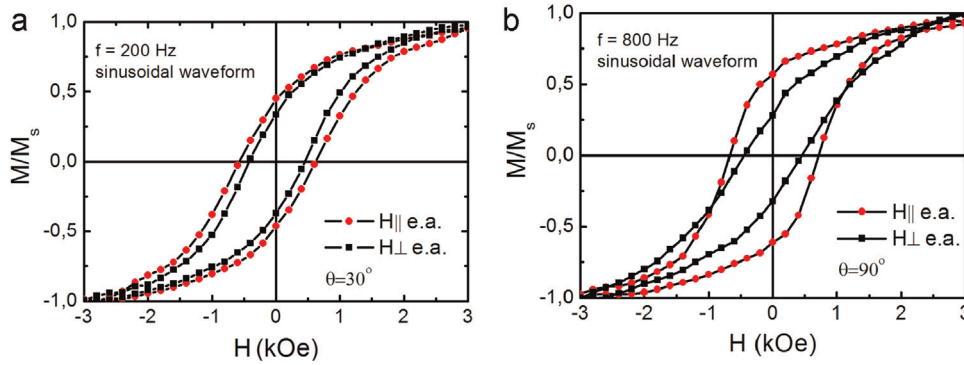 a
f = 200 Hz
sinusoidal waveform
M/Ms
1,0
0,5
0,0
-0,5
-1,0
H∥ e.a.
H⊥ e.a.
θ=30°
-3 -2 -1 0 1 2 3
H (kOe)
b
f = 800 Hz
sinusoidal waveform
M/Ms
1,0
0,5
0,0
-0,5
-1,0
H∥ e.a.
H⊥ e.a.
θ=90°
-3 -2 -1 0 1 2 3
H (kOe)